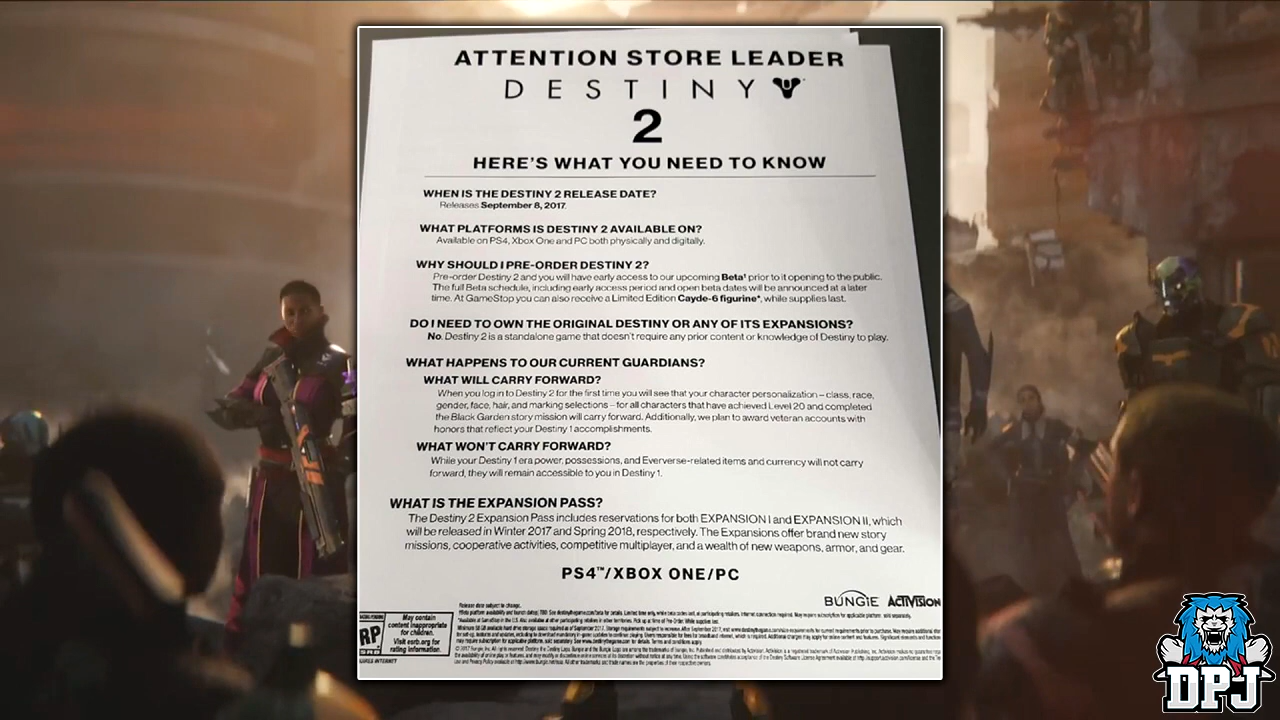 ATTENTION STORE LEADER
DESTINY
2
HERE'S WHAT YOU NEED TO KNOW
WHEN IS THE DESTINY 2 RELEASE DATE?
Releases September 8, 2017.
WHAT PLATFORMS IS DESTINY 2 AVAILABLE ON?
Available on PS4, Xbox One and PC both physically and digitally.
WHY SHOULD I PRE-ORDER DESTINY 2?
Pre-order Destiny 2 and you will have early access to our upcoming Beta¹ prior to it opening to the public.
The full Beta schedule, including early access period and open beta dates will be announced at a later
time. At GameStop you can also receive a Limited Edition Cayde-6 figurine*, while supplies last.
DO I NEED TO OWN THE ORIGINAL DESTINY OR ANY OF ITS EXPANSIONS?
No. Destiny 2 is a standalone game that doesn't require any prior content or knowledge of Destiny to play.
WHAT HAPPENS TO OUR CURRENT GUARDIANS?
WHAT WILL CARRY FORWARD?
When you log in to Destiny 2 for the first time you will see that your character personalization – class, race,
gender, face, hair, and marking selections – for all characters that have achieved Level 20 and completed
the Black Garden story mission will carry forward. Additionally, we plan to award veteran accounts with
honors that reflect your Destiny 1 accomplishments.
WHAT WON'T CARRY FORWARD?
While your Destiny 1 era power, possessions, and Eververse-related items and currency will not carry
forward, they will remain accessible to you in Destiny 1.
WHAT IS THE EXPANSION PASS?
The Destiny 2 Expansion Pass includes reservations for both EXPANSION I and EXPANSION II, which
will be released in Winter 2017 and Spring 2018, respectively. The Expansions offer brand new story
missions, cooperative activities, competitive multiplayer, and a wealth of new weapons, armor, and gear.
PS4™/XBOX ONE/PC
BUNGIE ACTIVISION
RP
May contain
content inappropriate
for children.
Visit esrb.org for
rating information.
Release date subject to change.
DPJ